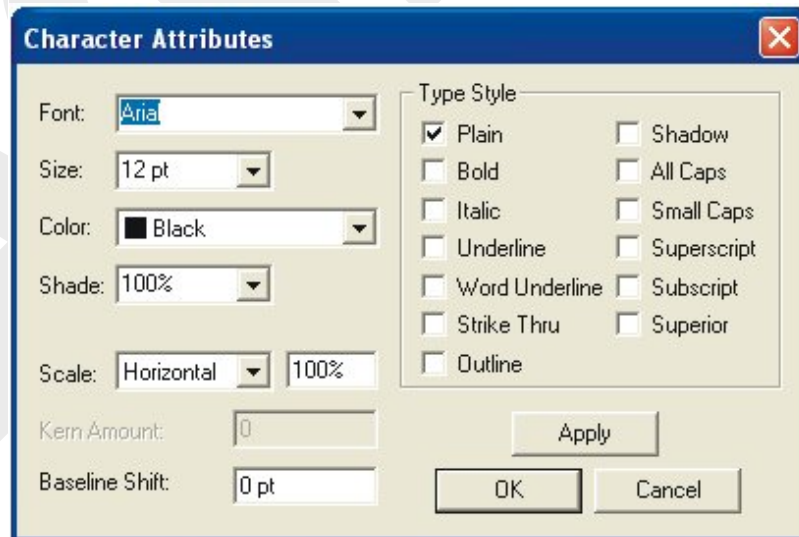 Character Attributes
Font: Arial
Size: 12 pt
Color: Black
Shade: 100%
Scale: Horizontal 100%
Kern Amount: 0
Baseline Shift: 0 pt
Type Style
Plain Shadow
Bold All Caps
Italic Small Caps
Underline Superscript
Word Underline Subscript
Strike Thru Superior
Outline
Apply
OK Cancel